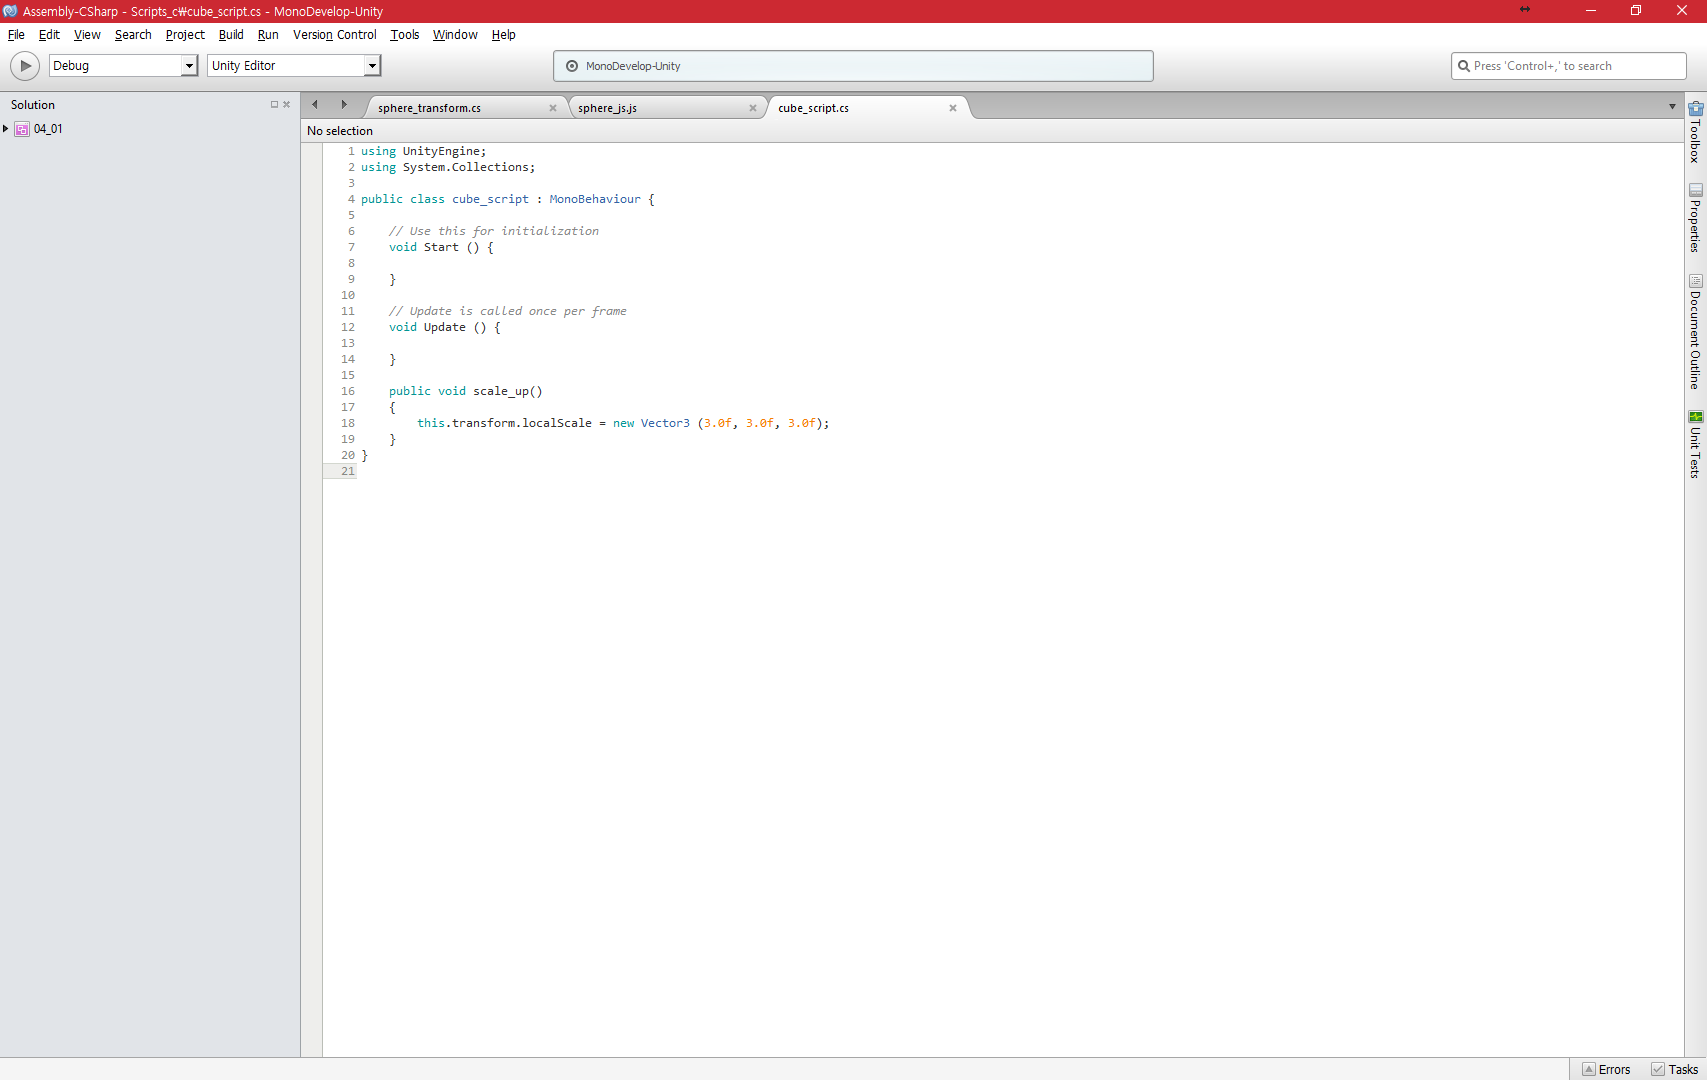 Assembly-CSharp - Scripts_c₩cube_script.cs - MonoDevelop-Unity
File Edit View Search Project Build Run Version Control Tools Window Help
Debug Unity Editor MonoDevelop-Unity Press 'Control+,' to search
Solution
04_01
sphere_transform.cs sphere_js.js cube_script.cs
No selection
1 using UnityEngine;
2 using System.Collections;
3
4 public class cube_script : MonoBehaviour {
5
6 // Use this for initialization
7 void Start () {
8
9 }
10
11 // Update is called once per frame
12 void Update () {
13
14 }
15
16 public void scale_up()
17 {
18 this.transform.localScale = new Vector3 (3.0f, 3.0f, 3.0f);
19 }
20 }
21
Toolbox
Properties
Document Outline
Unit Tests
Errors Tasks